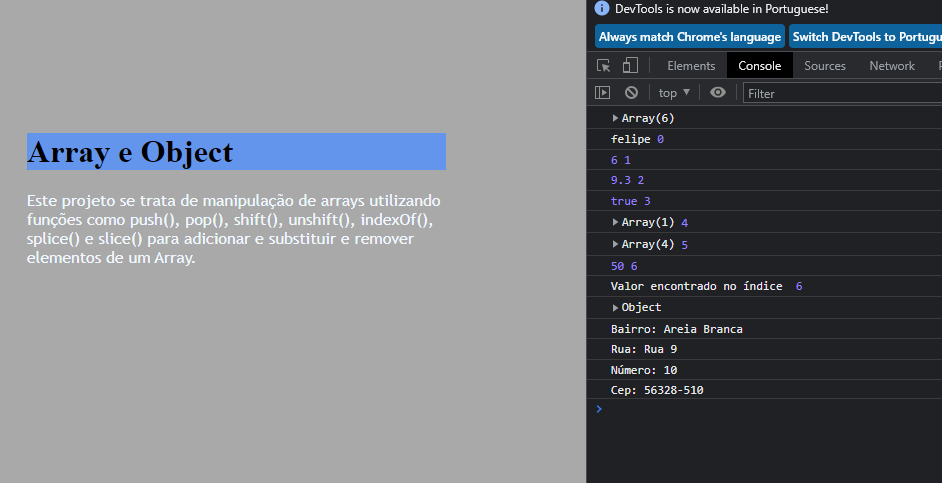 Array e Object
Este projeto se trata de manipulação de arrays utilizando
funções como push(), pop(), shift(), unshift(), indexOf(),
splice() e slice() para adicionar e substituir e remover
elementos de um Array.
DevTools is now available in Portuguese!
Always match Chrome's language Switch DevTools to Portugu
Elements Console Sources Network
top Filter
Array(6)
felipe 0
6 1
9.3 2
true 3
Array(1) 4
Array(4) 5
50 6
Valor encontrado no índice 6
Object
Bairro: Areia Branca
Rua: Rua 9
Número: 10
Cep: 56328-510